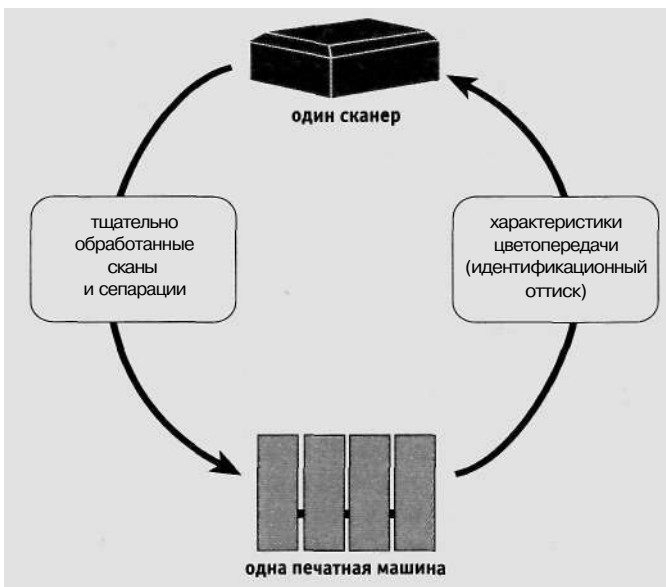 один сканер
тщательно
обработанные
сканы
и сепарации
характеристики
цветопередачи
(идентификационный
оттиск)
одна печатная машина